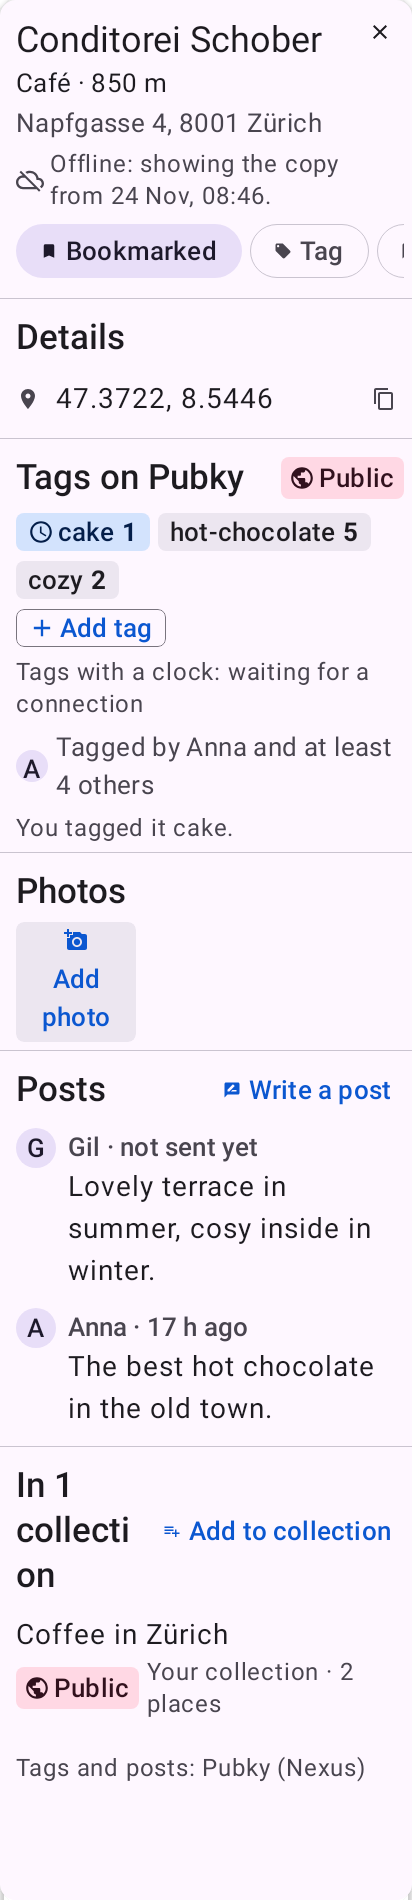 Conditorei Schober
Café · 850 m
Napfgasse 4, 8001 Zürich
Offline: showing the copy
from 24 Nov, 08:46.
Bookmarked
Tag
Details
47.3722, 8.5446
Tags on Pubky
Public
cake 1
hot-chocolate 5
cozy 2
+ Add tag
Tags with a clock: waiting for a
connection
A
Tagged by Anna and at least
4 others
You tagged it cake.
Photos
Add
photo
Posts
Write a post
G
Gil · not sent yet
Lovely terrace in
summer, cosy inside in
winter.
A
Anna · 17 h ago
The best hot chocolate
in the old town.
In 1
collecti
on
Add to collection
Coffee in Zürich
Public
Your collection · 2
places
Tags and posts: Pubky (Nexus)